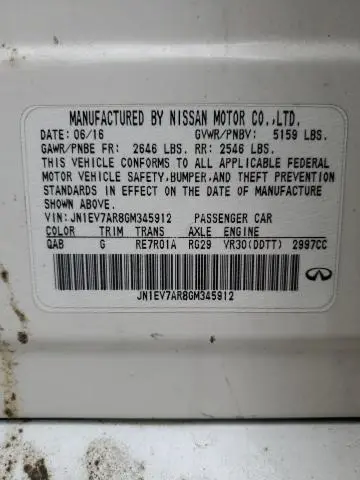 MANUFACTURED BY NISSAN MOTOR CO.,LTD.
DATE: 06/16 GVWR/PNBV: 5159 LBS.
GAWR/PNBE FR: 2646 LBS. RR: 2546 LBS.
THIS VEHICLE CONFORMS TO ALL APPLICABLE FEDERAL
MOTOR VEHICLE SAFETY,BUMPER,AND THEFT PREVENTION
STANDARDS IN EFFECT ON THE DATE OF MANUFACTURE
SHOWN ABOVE.
VIN: JN1EV7AR8GM345912 PASSENGER CAR
COLOR TRIM TRANS AXLE ENGINE
QAB G RE7R01A RG29 VR30(DDTT) 2997CC
JN1EV7AR8GM345912